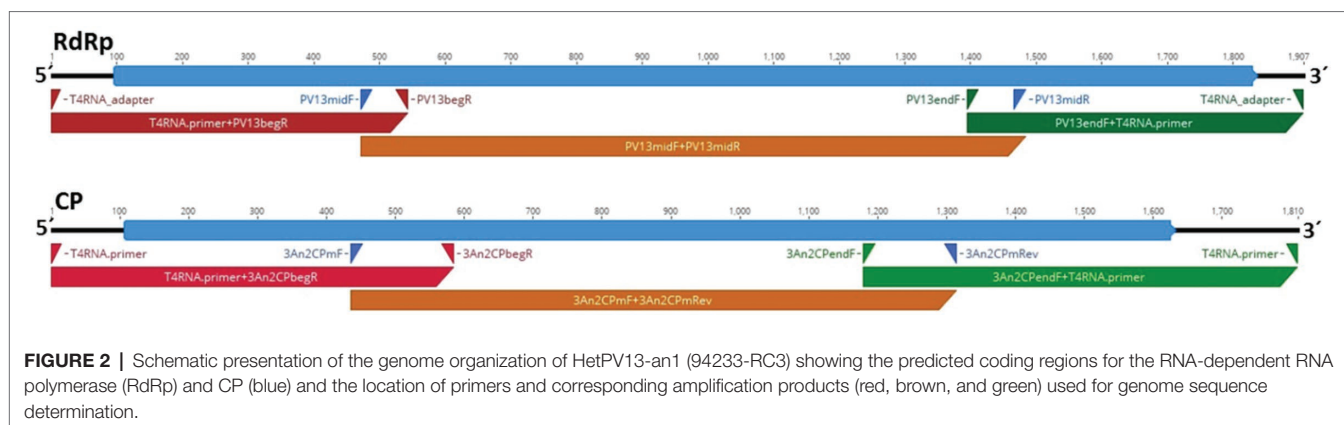 RdRp
1 100 200 300 400 500 600 700 800 900 1,000 1,100 1,200 1,300 1,400 1,500 1,600 1,700 1,800 1,907
5´ 3´
T4RNA_adapter PV13midF PV13begR PV13endF PV13midR T4RNA_adapter
T4RNA.primer+PV13begR PV13endF+T4RNA.primer
PV13midF+PV13midR
CP
1 100 200 300 400 500 600 700 800 900 1,000 1,100 1,200 1,300 1,400 1,500 1,600 1,700 1,810
5´ 3´
T4RNA.primer 3An2CPmF 3An2CPbegR 3An2CPendF 3An2CPmRev T4RNA.primer
T4RNA.primer+3An2CPbegR 3An2CPendF+T4RNA.primer
3An2CPmF+3An2CPmRev
FIGURE 2 | Schematic presentation of the genome organization of HetPV13-an1 (94233-RC3) showing the predicted coding regions for the RNA-dependent RNA
polymerase (RdRp) and CP (blue) and the location of primers and corresponding amplification products (red, brown, and green) used for genome sequence
determination.